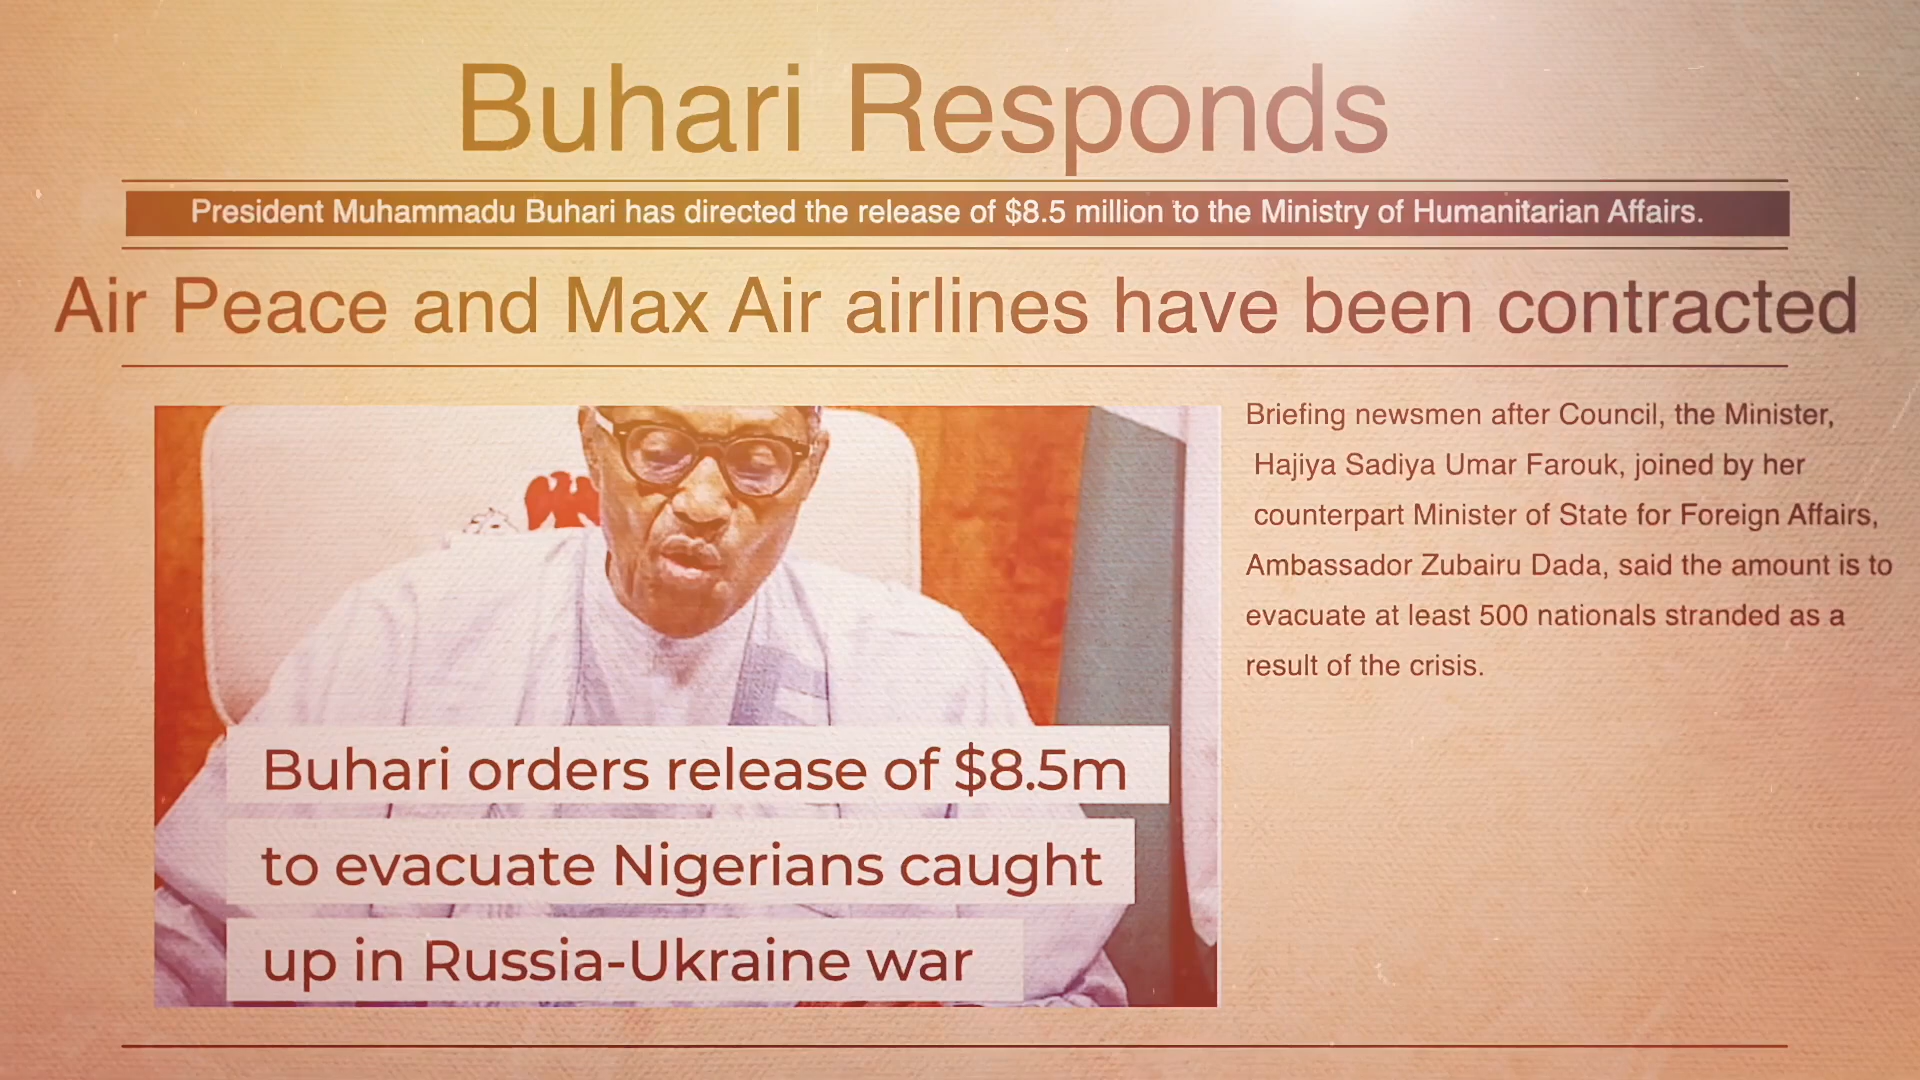 Buhari Responds
President Muhammadu Buhari has directed the release of $8.5 million to the Ministry of Humanitarian Affairs.
Air Peace and Max Air airlines have been contracted
Briefing newsmen after Council, the Minister,
Hajiya Sadiya Umar Farouk, joined by her
counterpart Minister of State for Foreign Affairs,
Ambassador Zubairu Dada, said the amount is to
evacuate at least 500 nationals stranded as a
result of the crisis.
Buhari orders release of $8.5m
to evacuate Nigerians caught
up in Russia-Ukraine war